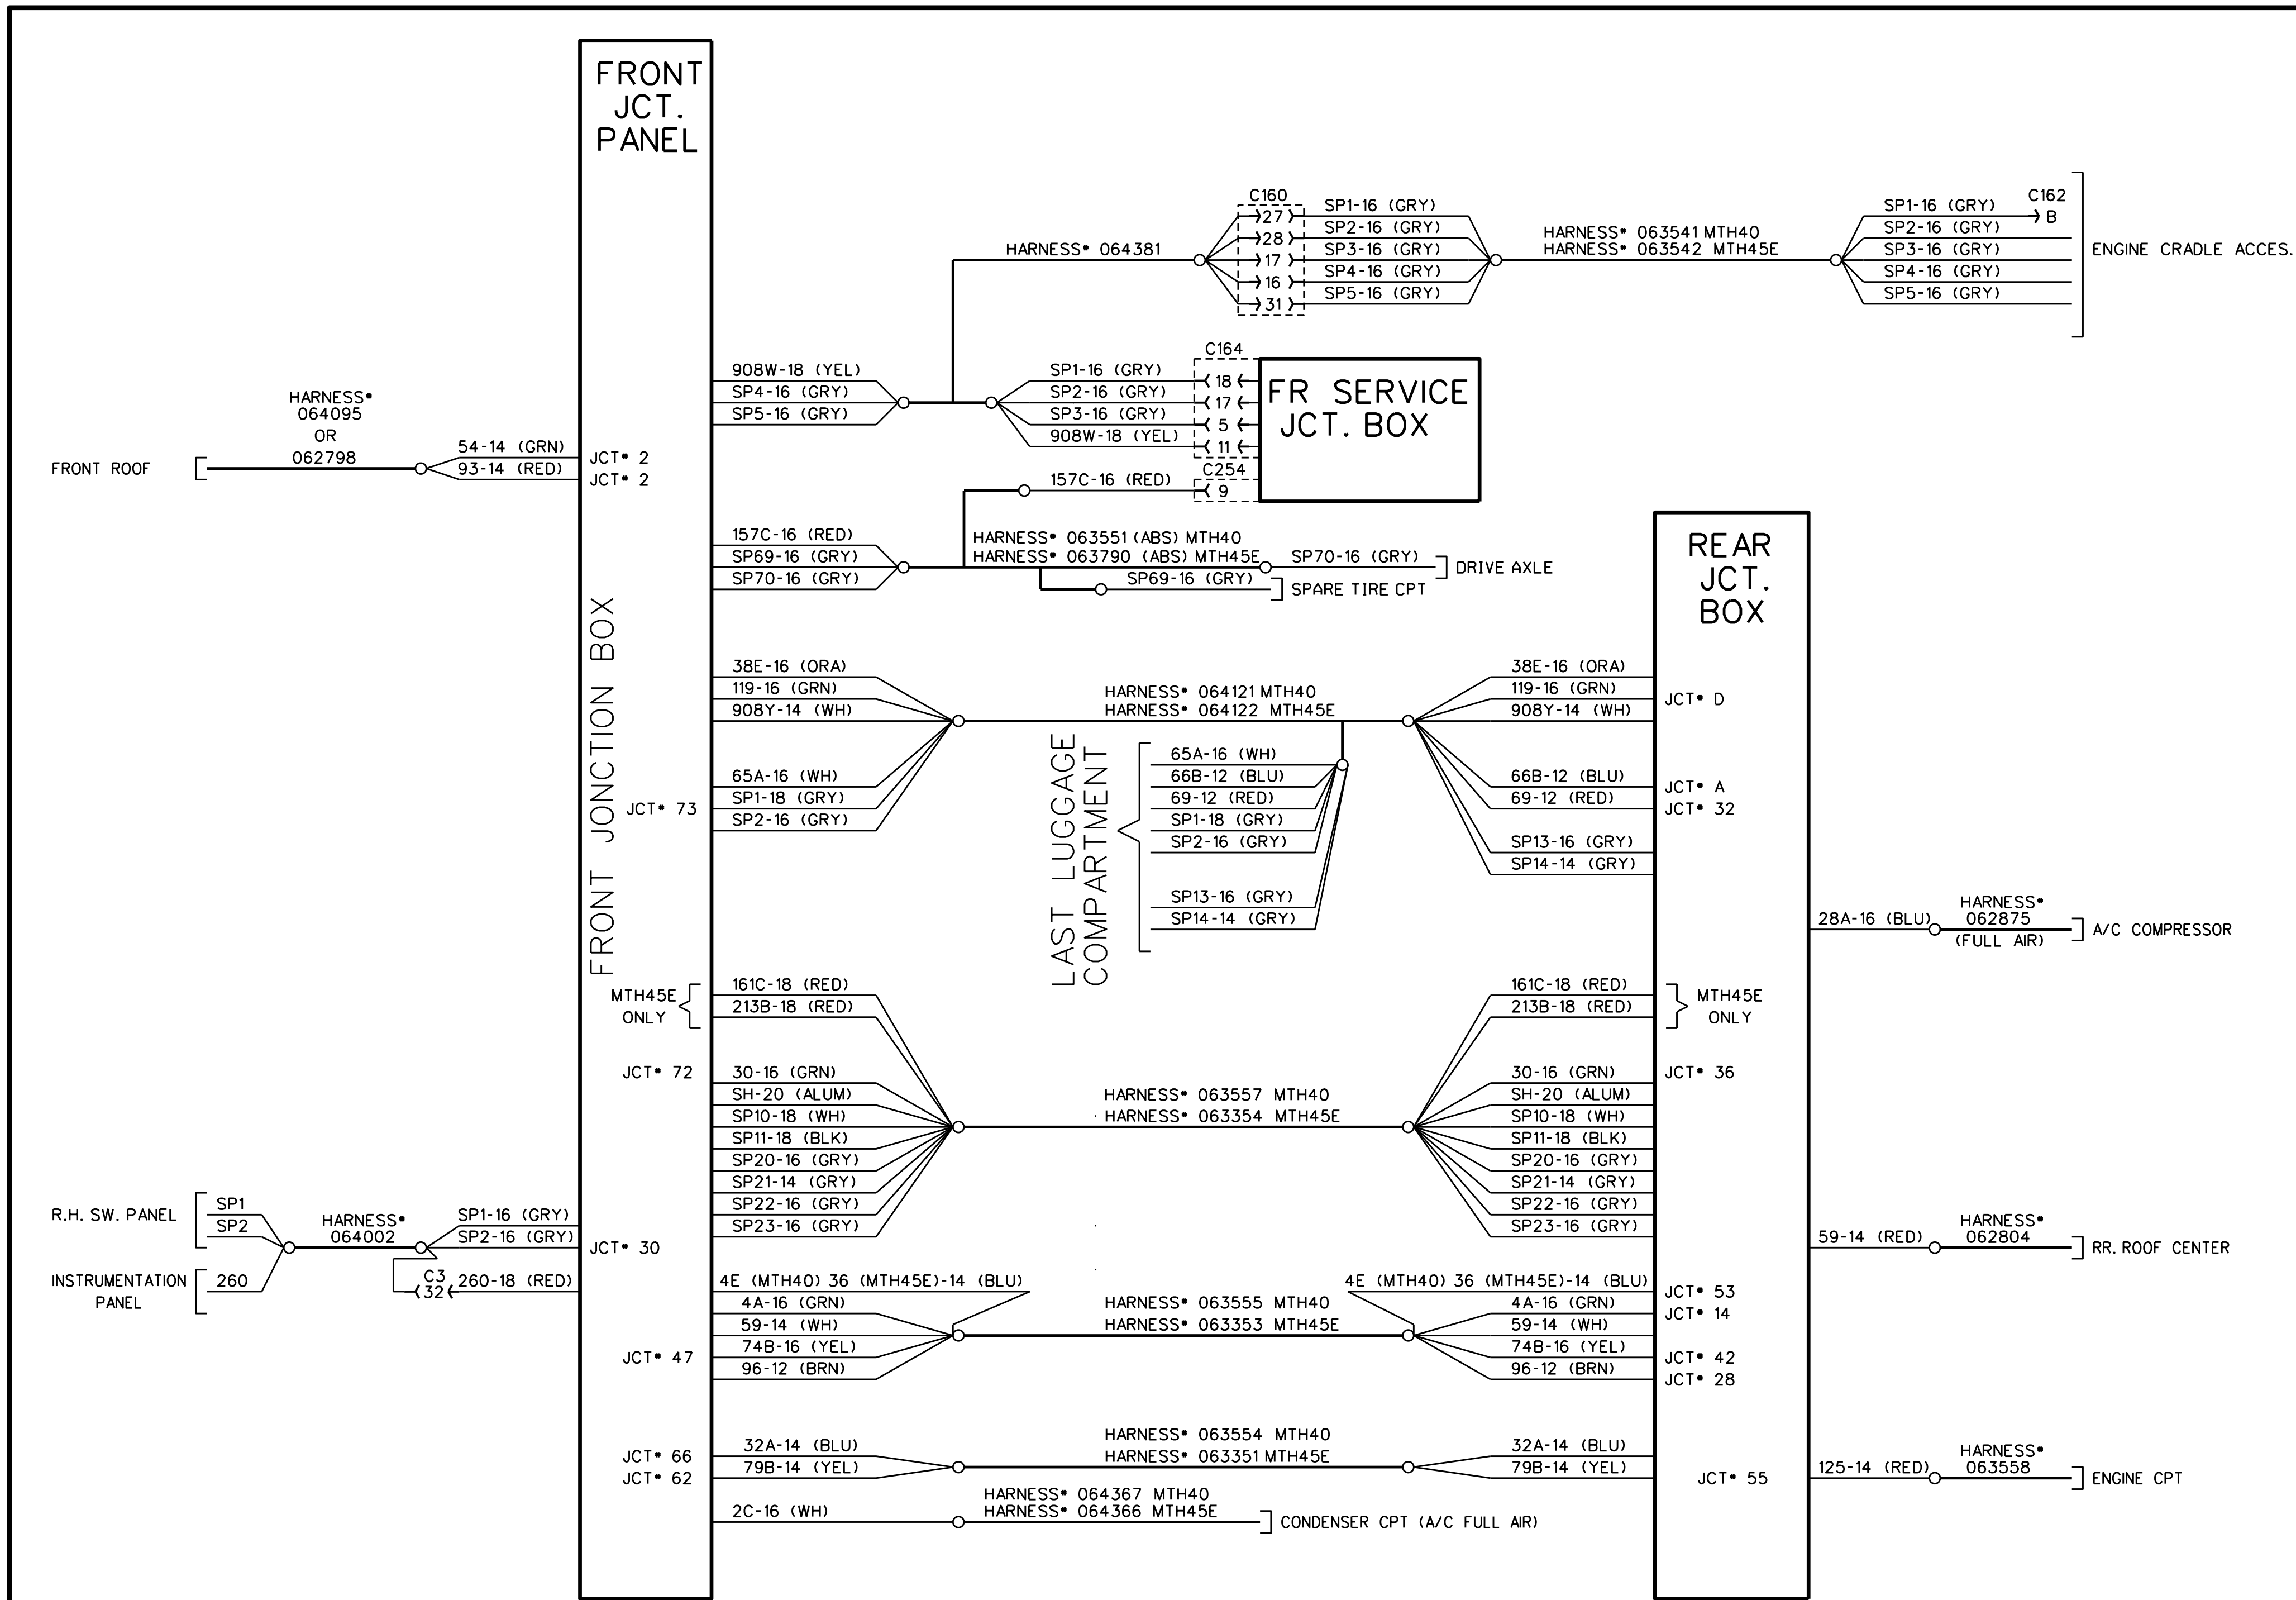 FRONT
JCT.
PANEL
FRONT JONCTION BOX
HARNESS*
064095
OR
062798
FRONT ROOF
54-14 (GRN)
93-14 (RED)
JCT* 2
JCT* 2
MTH45E
ONLY
JCT* 73
JCT* 72
R.H. SW. PANEL
SP1
SP2
HARNESS*
064002
SP1-16 (GRY)
SP2-16 (GRY)
JCT* 30
INSTRUMENTATION
PANEL
260
C3
32
260-18 (RED)
JCT* 47
JCT* 66
JCT* 62
HARNESS* 064381
C160
27
28
17
16
31
SP1-16 (GRY)
SP2-16 (GRY)
SP3-16 (GRY)
SP4-16 (GRY)
SP5-16 (GRY)
HARNESS* 063541 MTH40
HARNESS* 063542 MTH45E
SP1-16 (GRY)
SP2-16 (GRY)
SP3-16 (GRY)
SP4-16 (GRY)
SP5-16 (GRY)
C162
B
ENGINE CRADLE ACCES.
908W-18 (YEL)
SP4-16 (GRY)
SP5-16 (GRY)
SP1-16 (GRY)
SP2-16 (GRY)
SP3-16 (GRY)
908W-18 (YEL)
C164
18
17
5
11
FR SERVICE
JCT. BOX
C254
9
157C-16 (RED)
157C-16 (RED)
SP69-16 (GRY)
SP70-16 (GRY)
HARNESS* 063551 (ABS) MTH40
HARNESS* 063790 (ABS) MTH45E
SP70-16 (GRY)
DRIVE AXLE
SP69-16 (GRY)
SPARE TIRE CPT
REAR
JCT.
BOX
38E-16 (ORA)
119-16 (GRN)
908Y-14 (WH)
65A-16 (WH)
SP1-18 (GRY)
SP2-16 (GRY)
HARNESS* 064121 MTH40
HARNESS* 064122 MTH45E
LAST LUGGAGE
COMPARTMENT
65A-16 (WH)
66B-12 (BLU)
69-12 (RED)
SP1-18 (GRY)
SP2-16 (GRY)
SP13-16 (GRY)
SP14-14 (GRY)
38E-16 (ORA)
119-16 (GRN)
908Y-14 (WH)
66B-12 (BLU)
69-12 (RED)
SP13-16 (GRY)
SP14-14 (GRY)
JCT* D
JCT* A
JCT* 32
28A-16 (BLU)
HARNESS*
062875
(FULL AIR)
A/C COMPRESSOR
161C-18 (RED)
213B-18 (RED)
30-16 (GRN)
SH-20 (ALUM)
SP10-18 (WH)
SP11-18 (BLK)
SP20-16 (GRY)
SP21-14 (GRY)
SP22-16 (GRY)
SP23-16 (GRY)
HARNESS* 063557 MTH40
HARNESS* 063354 MTH45E
161C-18 (RED)
213B-18 (RED)
30-16 (GRN)
SH-20 (ALUM)
SP10-18 (WH)
SP11-18 (BLK)
SP20-16 (GRY)
SP21-14 (GRY)
SP22-16 (GRY)
SP23-16 (GRY)
MTH45E
ONLY
JCT* 36
59-14 (RED)
HARNESS*
062804
RR. ROOF CENTER
4E (MTH40) 36 (MTH45E)-14 (BLU)
4A-16 (GRN)
59-14 (WH)
74B-16 (YEL)
96-12 (BRN)
HARNESS* 063555 MTH40
HARNESS* 063353 MTH45E
4E (MTH40) 36 (MTH45E)-14 (BLU)
4A-16 (GRN)
59-14 (WH)
74B-16 (YEL)
96-12 (BRN)
JCT* 53
JCT* 14
JCT* 42
JCT* 28
32A-14 (BLU)
79B-14 (YEL)
HARNESS* 063554 MTH40
HARNESS* 063351 MTH45E
32A-14 (BLU)
79B-14 (YEL)
JCT* 55
125-14 (RED)
HARNESS*
063558
ENGINE CPT
2C-16 (WH)
HARNESS* 064367 MTH40
HARNESS* 064366 MTH45E
CONDENSER CPT (A/C FULL AIR)